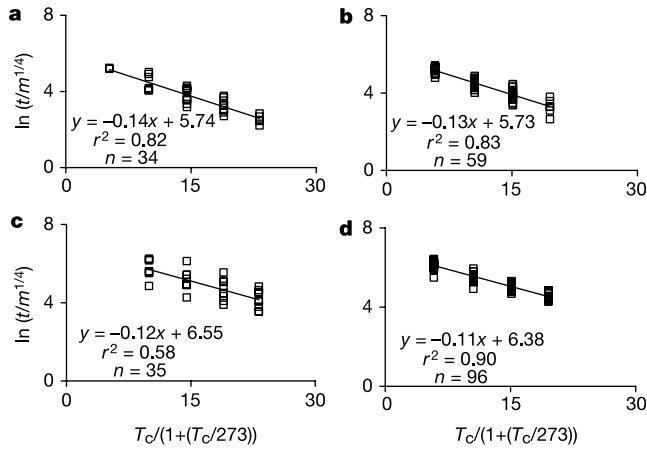 a
8
ln (t/m^1/4)
4
y = −0.14x + 5.74
r² = 0.82
n = 34
0
0 15 30
b
8
4
y = −0.13x + 5.73
r² = 0.83
n = 59
0
0 15 30
c
8
ln (t/m^1/4)
4
y = −0.12x + 6.55
r² = 0.58
n = 35
0
0 15 30
T_c/(1+(T_c/273))
d
8
4
y = −0.11x + 6.38
r² = 0.90
n = 96
0
0 15 30
T_c/(1+(T_c/273))